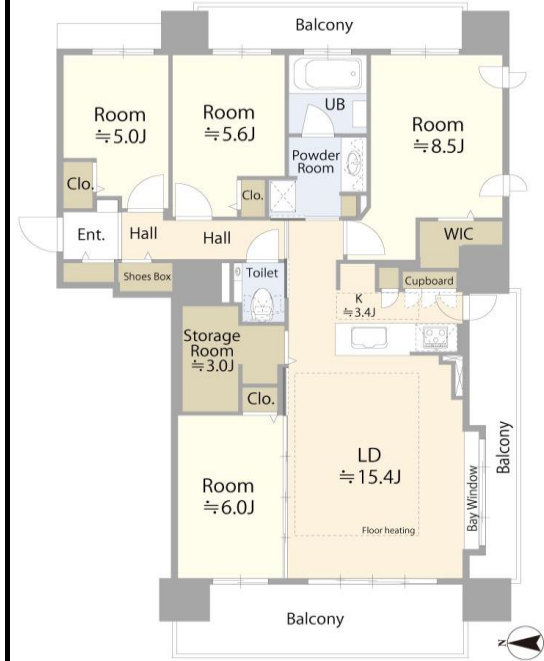 Balcony
Room
≒5.0J
Room
≒5.6J
UB
Room
≒8.5J
Powder
Room
Clo.
Clo.
Ent.
Hall
Hall
WIC
Shoes Box
Toilet
Cupboard
K
≒3.4J
Storage
Room
≒3.0J
Clo.
LD
≒15.4J
Room
≒6.0J
Bay Window
Balcony
Floor heating
Balcony
N